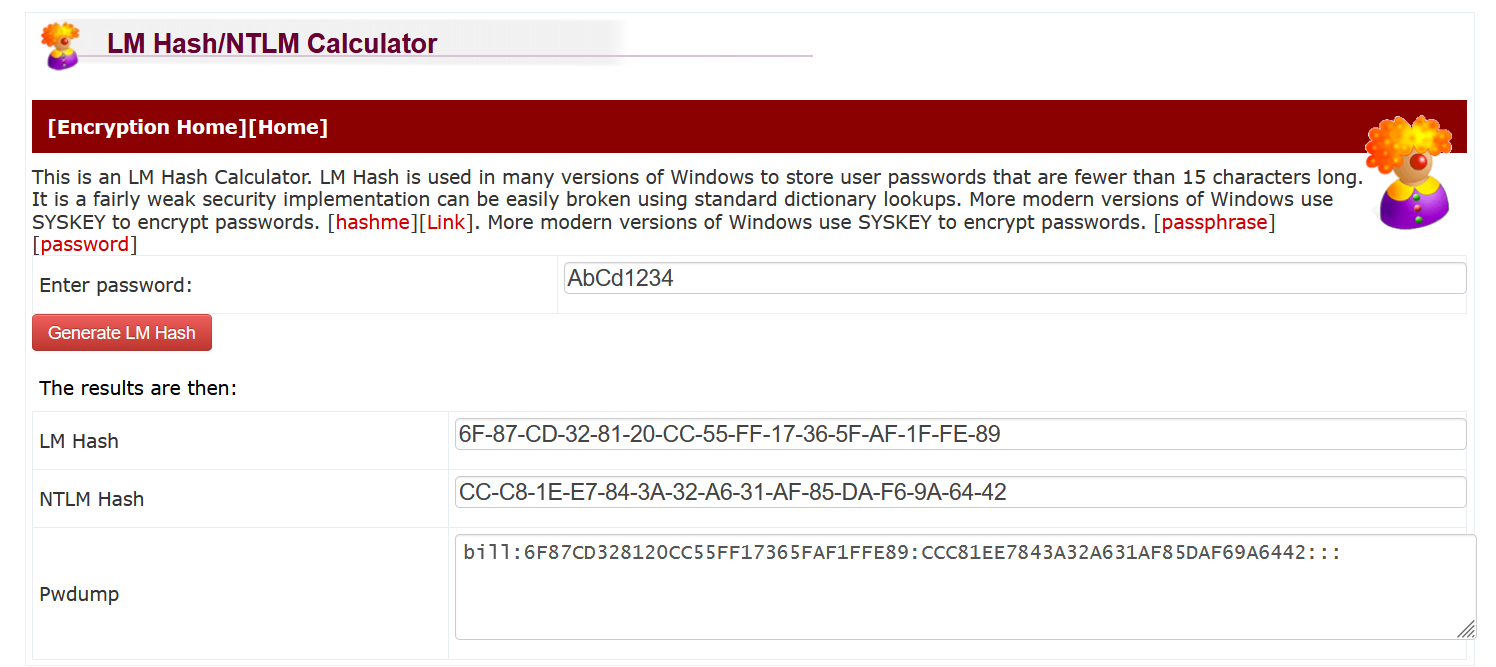 LM Hash/NTLM Calculator
[Encryption Home][Home]
This is an LM Hash Calculator. LM Hash is used in many versions of Windows to store user passwords that are fewer than 15 characters long.
It is a fairly weak security implementation can be easily broken using standard dictionary lookups. More modern versions of Windows use
SYSKEY to encrypt passwords. [hashme][Link]. More modern versions of Windows use SYSKEY to encrypt passwords. [passphrase]
[password]
Enter password: AbCd1234
Generate LM Hash
The results are then:
LM Hash 6F-87-CD-32-81-20-CC-55-FF-17-36-5F-AF-1F-FE-89
NTLM Hash CC-C8-1E-E7-84-3A-32-A6-31-AF-85-DA-F6-9A-64-42
bill:6F87CD328120CC55FF17365FAF1FFE89:CCC81EE7843A32A631AF85DAF69A6442:::
Pwdump